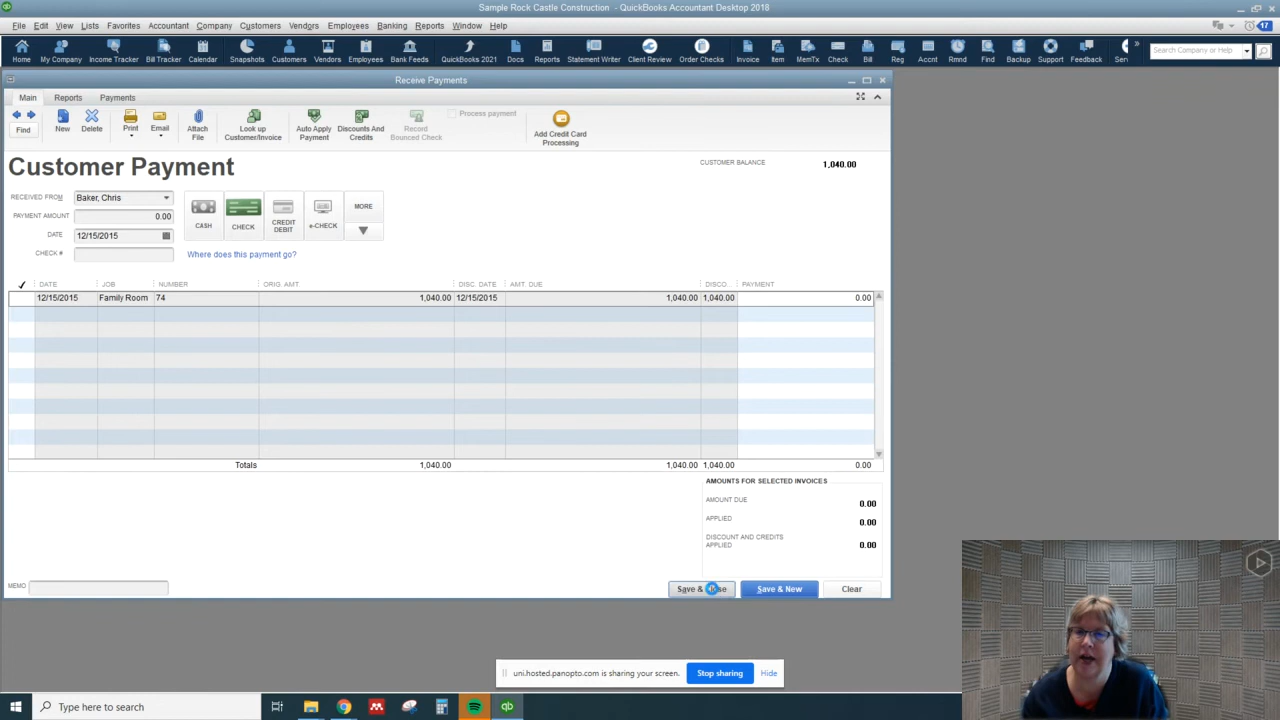 Sample Rock Castle Construction - QuickBooks Accountant Desktop 2018
File Edit View Lists Favorites Accountant Company Customers Vendors Employees Banking Reports Window Help
17
Home My Company Income Tracker Bill Tracker Calendar Snapshots Customers Vendors Employees Bank Feeds QuickBooks 2021 Docs Reports Statement Writer Client Review Order Checks Invoice Item MemTx Check Bill Reg Accnt Rmnd Find Backup Support Feedback Serv
Search Company or Help
Receive Payments
Main Reports Payments
Find New Delete Print Email Attach File Look up Customer/Invoice Auto Apply Payment Discounts And Credits Record Bounced Check Process payment Add Credit Card Processing
Customer Payment
CUSTOMER BALANCE 1,040.00
RECEIVED FROM Baker, Chris
PAYMENT AMOUNT 0.00
DATE 12/15/2015
CHECK #
CASH CHECK CREDIT DEBIT e-CHECK MORE
Where does this payment go?
DATE JOB NUMBER ORIG. AMT. DISC. DATE AMT. DUE DISCO... PAYMENT
12/15/2015 Family Room 74 1,040.00 12/15/2015 1,040.00 1,040.00 0.00
Totals 1,040.00 1,040.00 1,040.00 0.00
AMOUNTS FOR SELECTED INVOICES
AMOUNT DUE 0.00
APPLIED 0.00
DISCOUNT AND CREDITS APPLIED 0.00
MEMO
Save & Close Save & New Clear
uni.hosted.panopto.com is sharing your screen. Stop sharing Hide
Type here to search